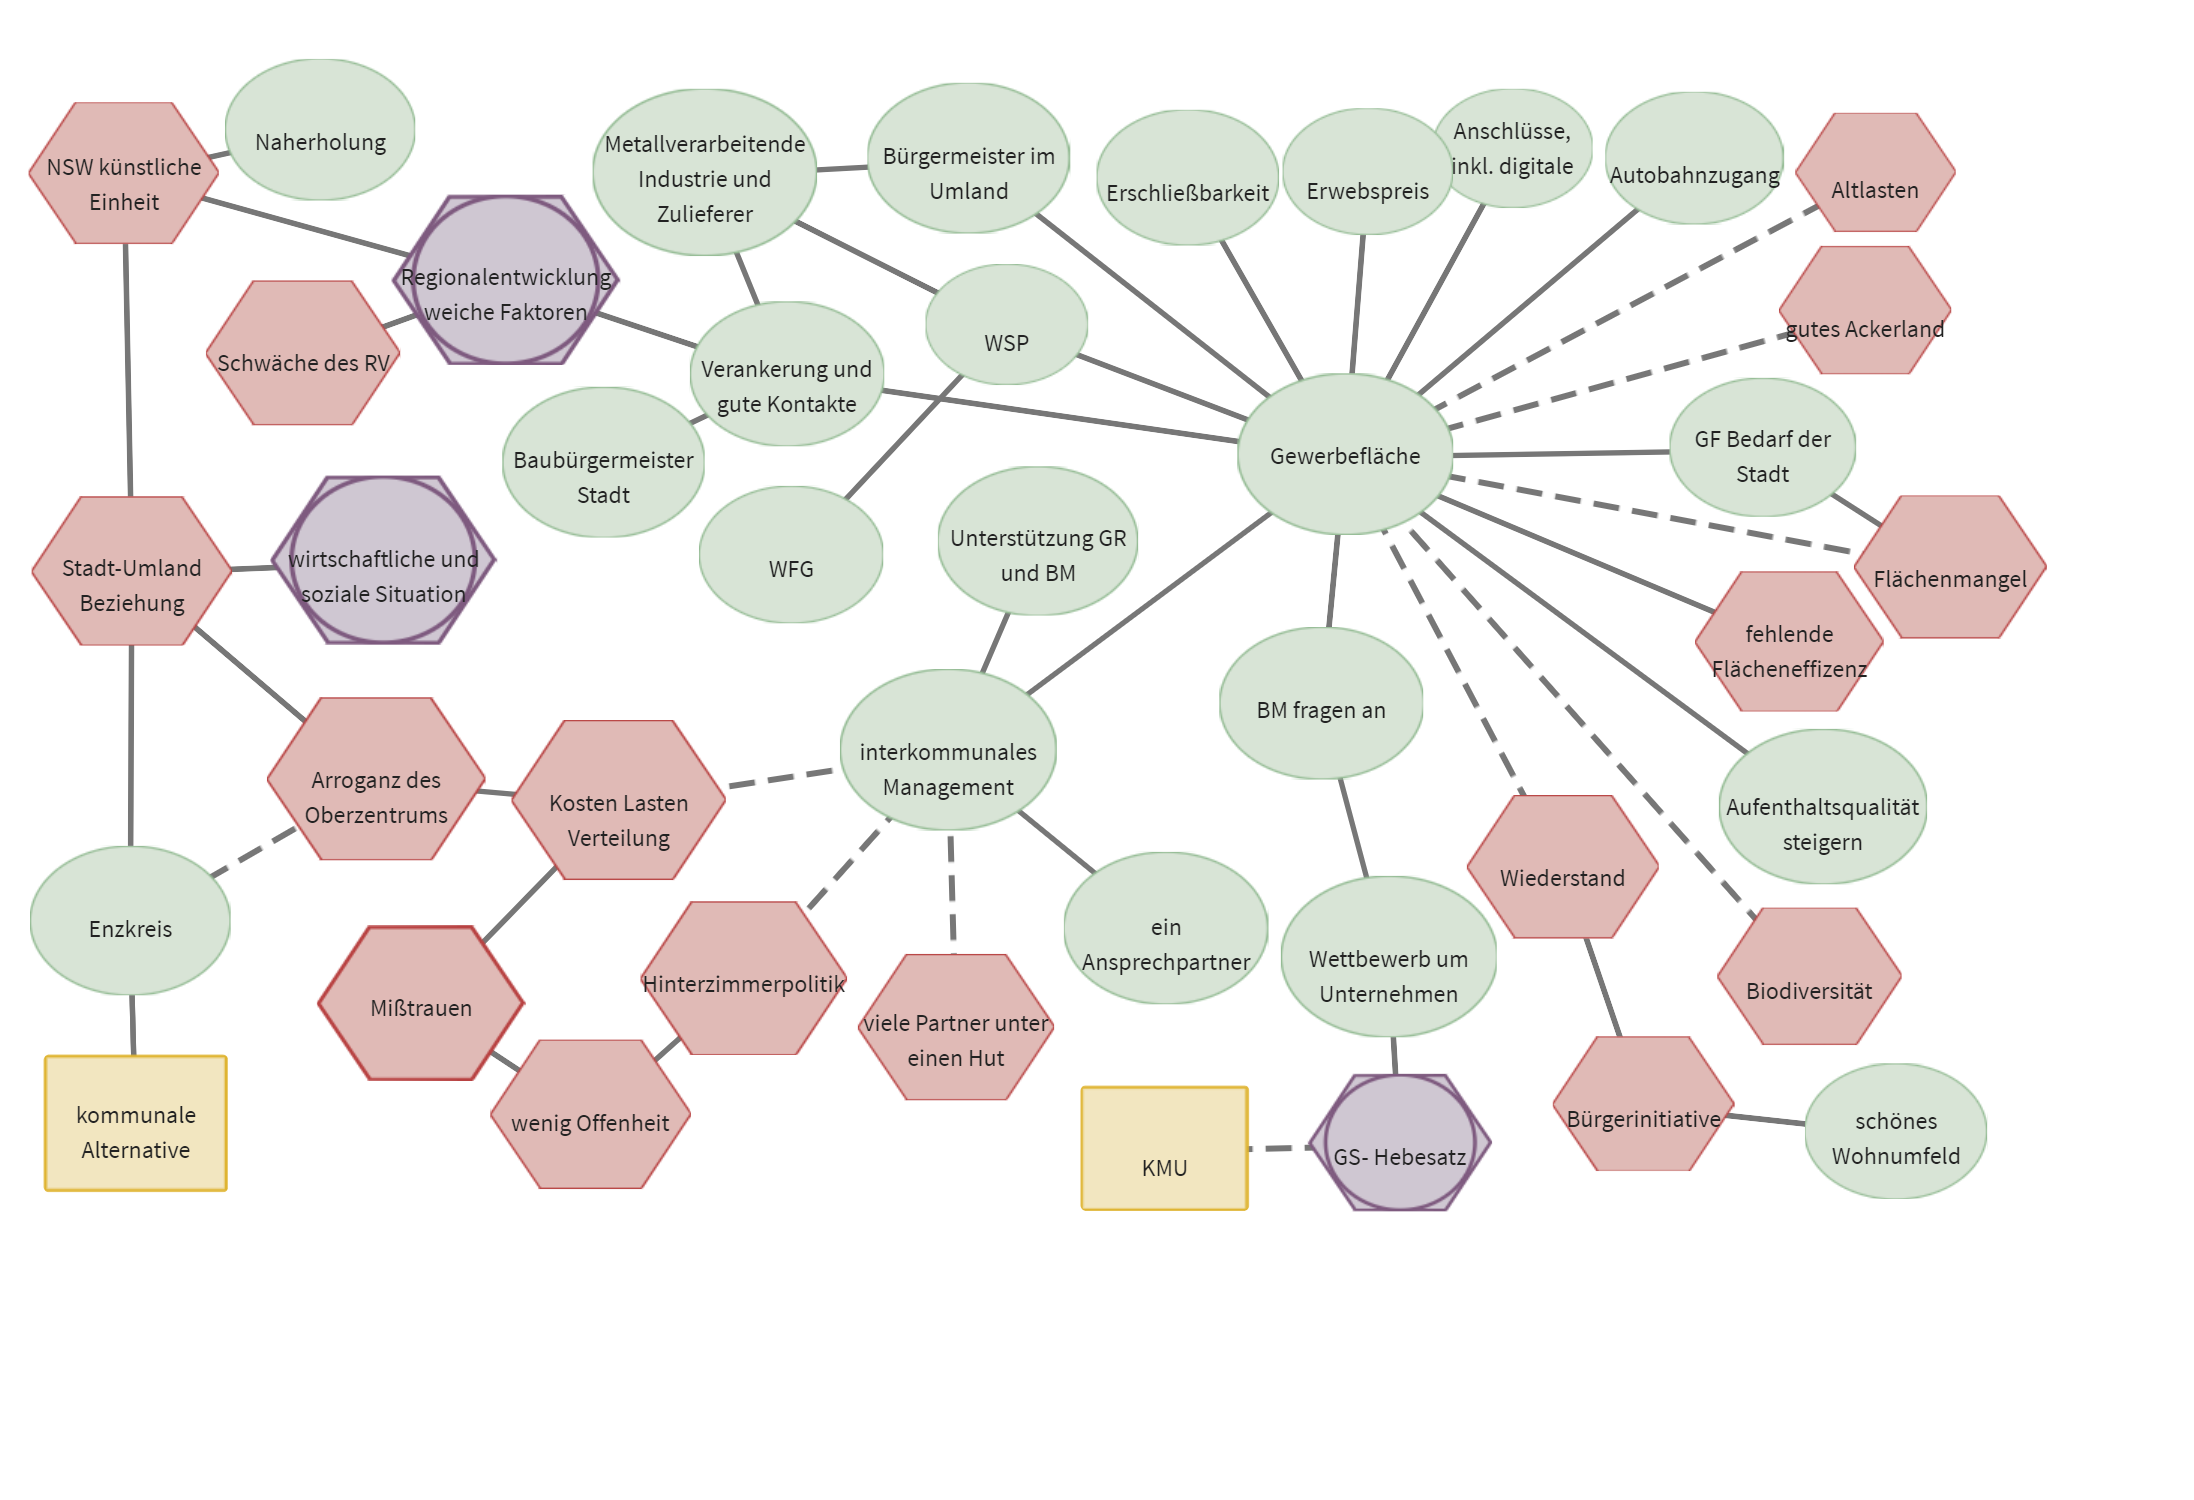 Naherholung
NSW künstliche
Einheit
Metallverarbeitende
Industrie und
Zulieferer
Bürgermeister im
Umland
Erschließbarkeit
Erwebspreis
Anschlüsse,
inkl. digitale
Autobahnzugang
Altlasten
Regionalentwicklung
weiche Faktoren
Schwäche des RV
WSP
gutes Ackerland
Verankerung und
gute Kontakte
Baubürgermeister
Stadt
Gewerbefläche
GF Bedarf der
Stadt
Stadt-Umland
Beziehung
wirtschaftliche und
soziale Situation
WFG
Unterstützung GR
und BM
Flächenmangel
fehlende
Flächeneffizenz
BM fragen an
Arroganz des
Oberzentrums
Kosten Lasten
Verteilung
interkommunales
Management
Aufenthaltsqualität
steigern
Wiederstand
Enzkreis
Mißtrauen
Hinterzimmerpolitik
viele Partner unter
einen Hut
ein
Ansprechpartner
Wettbewerb um
Unternehmen
Biodiversität
kommunale
Alternative
wenig Offenheit
KMU
GS- Hebesatz
Bürgerinitiative
schönes
Wohnumfeld